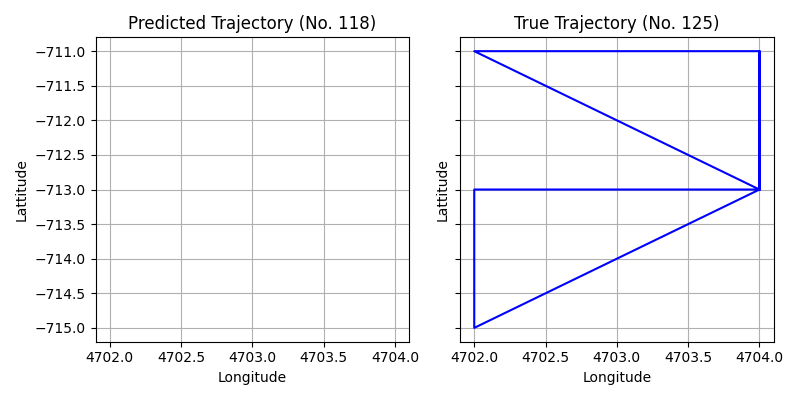 Predicted Trajectory (No. 118)
−711.0
−711.5
−712.0
−712.5
−713.0
−713.5
−714.0
−714.5
−715.0
Lattitude
4702.0 4702.5 4703.0 4703.5 4704.0
Longitude
True Trajectory (No. 125)
Lattitude
4702.0 4702.5 4703.0 4703.5 4704.0
Longitude